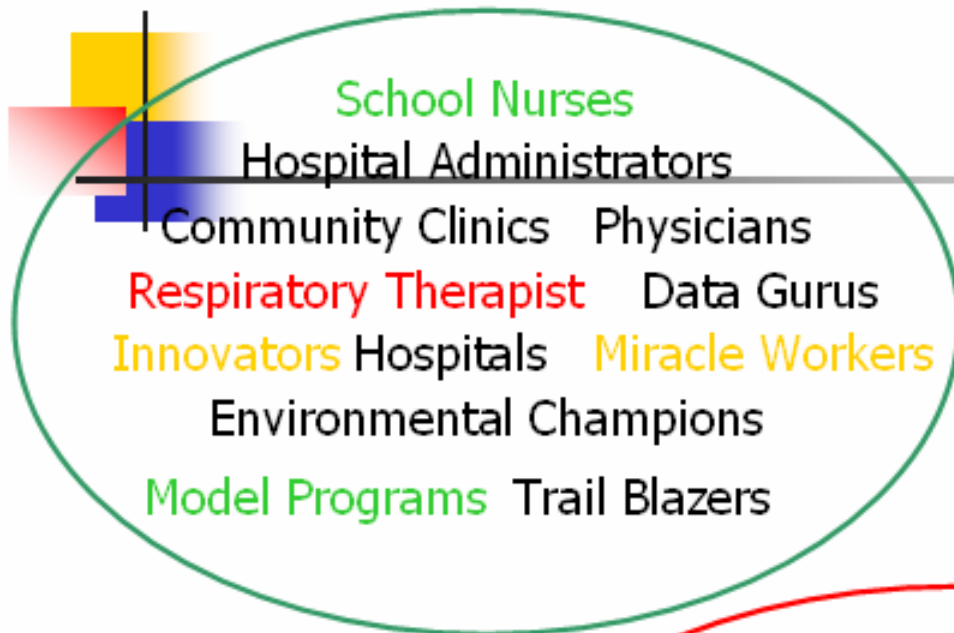 School Nurses
Hospital Administrators
Community Clinics Physicians
Respiratory Therapist Data Gurus
Innovators Hospitals Miracle Workers
Environmental Champions
Model Programs Trail Blazers